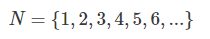 N = {1,2,3,4,5,6,...}